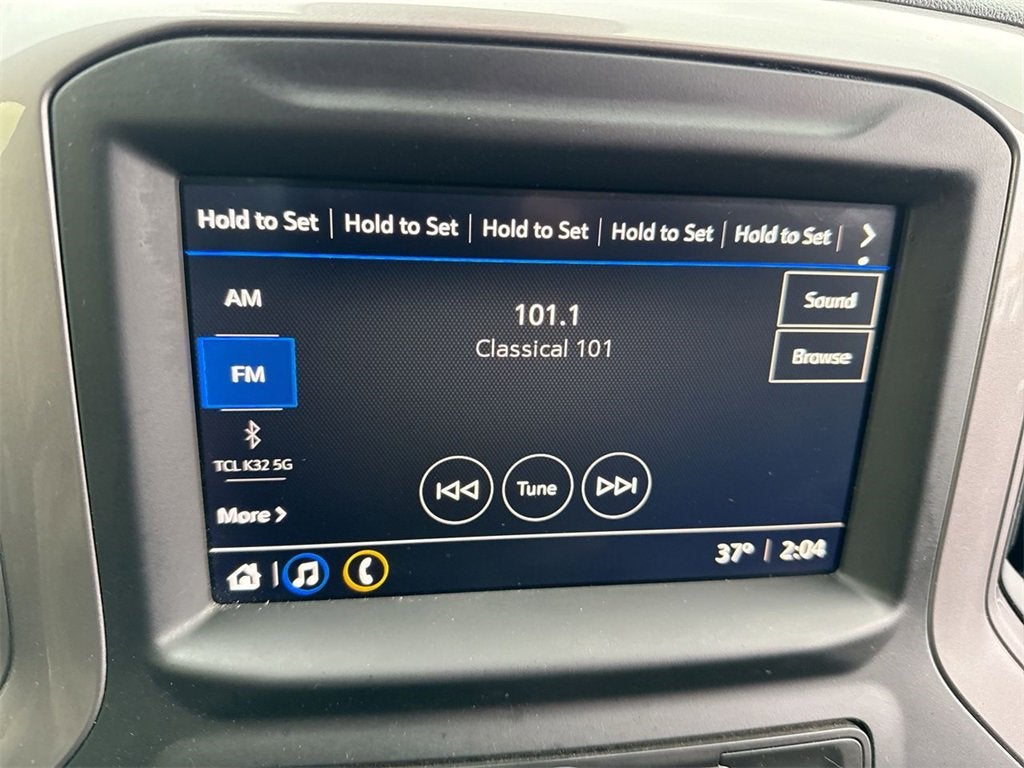 Hold to Set | Hold to Set | Hold to Set | Hold to Set | Hold to Set |
AM
101.1
Sound
Classical 101
Browse
FM
TCL K32 5G
Tune
More
37° | 2:04